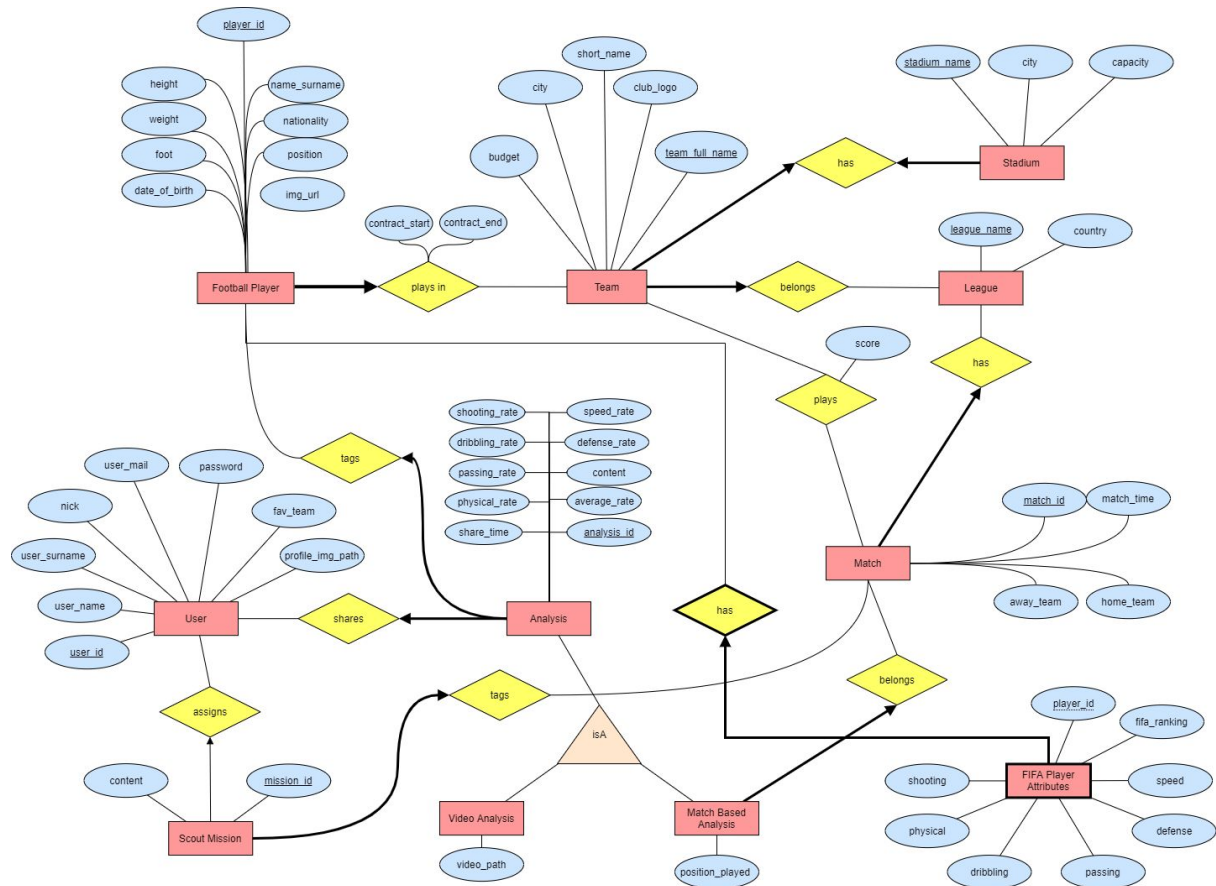 player_id
height
name_surname
weight
nationality
foot
position
date_of_birth
img_url
Football Player
contract_start
contract_end
plays in
short_name
city
club_logo
budget
team_full_name
Team
has
stadium_name
city
capacity
Stadium
belongs
league_name
country
League
has
score
plays
tags
shooting_rate
speed_rate
dribbling_rate
defense_rate
passing_rate
content
physical_rate
average_rate
share_time
analysis_id
user_mail
password
nick
fav_team
user_surname
profile_img_path
user_name
user_id
User
shares
Analysis
has
match_id
match_time
Match
away_team
home_team
assigns
tags
belongs
isA
content
mission_id
Scout Mission
Video Analysis
video_path
Match Based
Analysis
position_played
player_id
fifa_ranking
shooting
FIFA Player
Attributes
speed
physical
defense
dribbling
passing